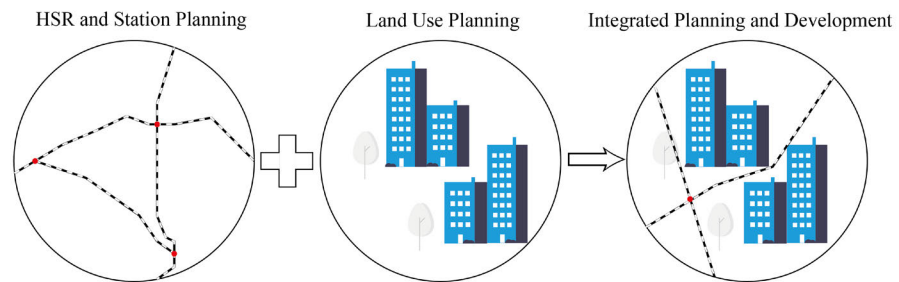 HSR and Station Planning
Land Use Planning
Integrated Planning and Development